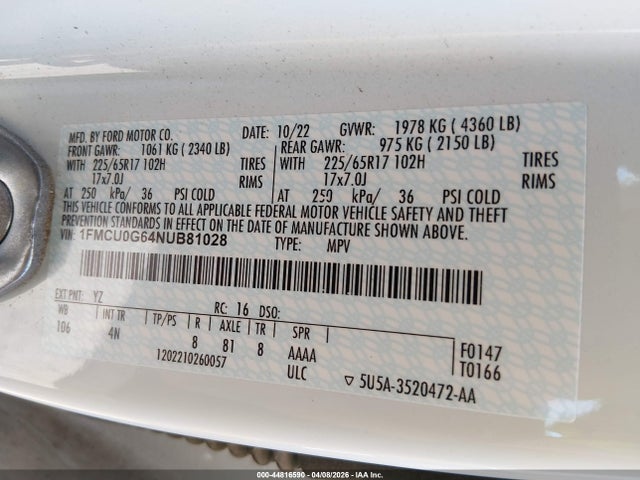 MFD. BY FORD MOTOR CO. DATE: 10/22 GVWR: 1978 KG ( 4360 LB)
FRONT GAWR: 1061 KG ( 2340 LB) REAR GAWR: 975 KG ( 2150 LB)
WITH 225/65R17 102H TIRES WITH 225/65R17 102H TIRES
17x7.0J RIMS 17x7.0J RIMS
AT 250 kPa/ 36 PSI COLD AT 250 kPa/ 36 PSI COLD
THIS VEHICLE CONFORMS TO ALL APPLICABLE FEDERAL MOTOR VEHICLE SAFETY AND THEFT
PREVENTION STANDARDS IN EFFECT ON THE DATE OF MANUFACTURE SHOWN ABOVE.
VIN: 1FMCU0G64NUB81028 TYPE: MPV
EXT PNT: YZ RC: 16 DSO:
WB INT TR TP/PS R AXLE TR SPR
106 4N 8 81 8 AAAA
1202210260057 ULC
F0147
T0166
5U5A-3520472-AA
000-44816590 - 04/08/2026 - IAA Inc.